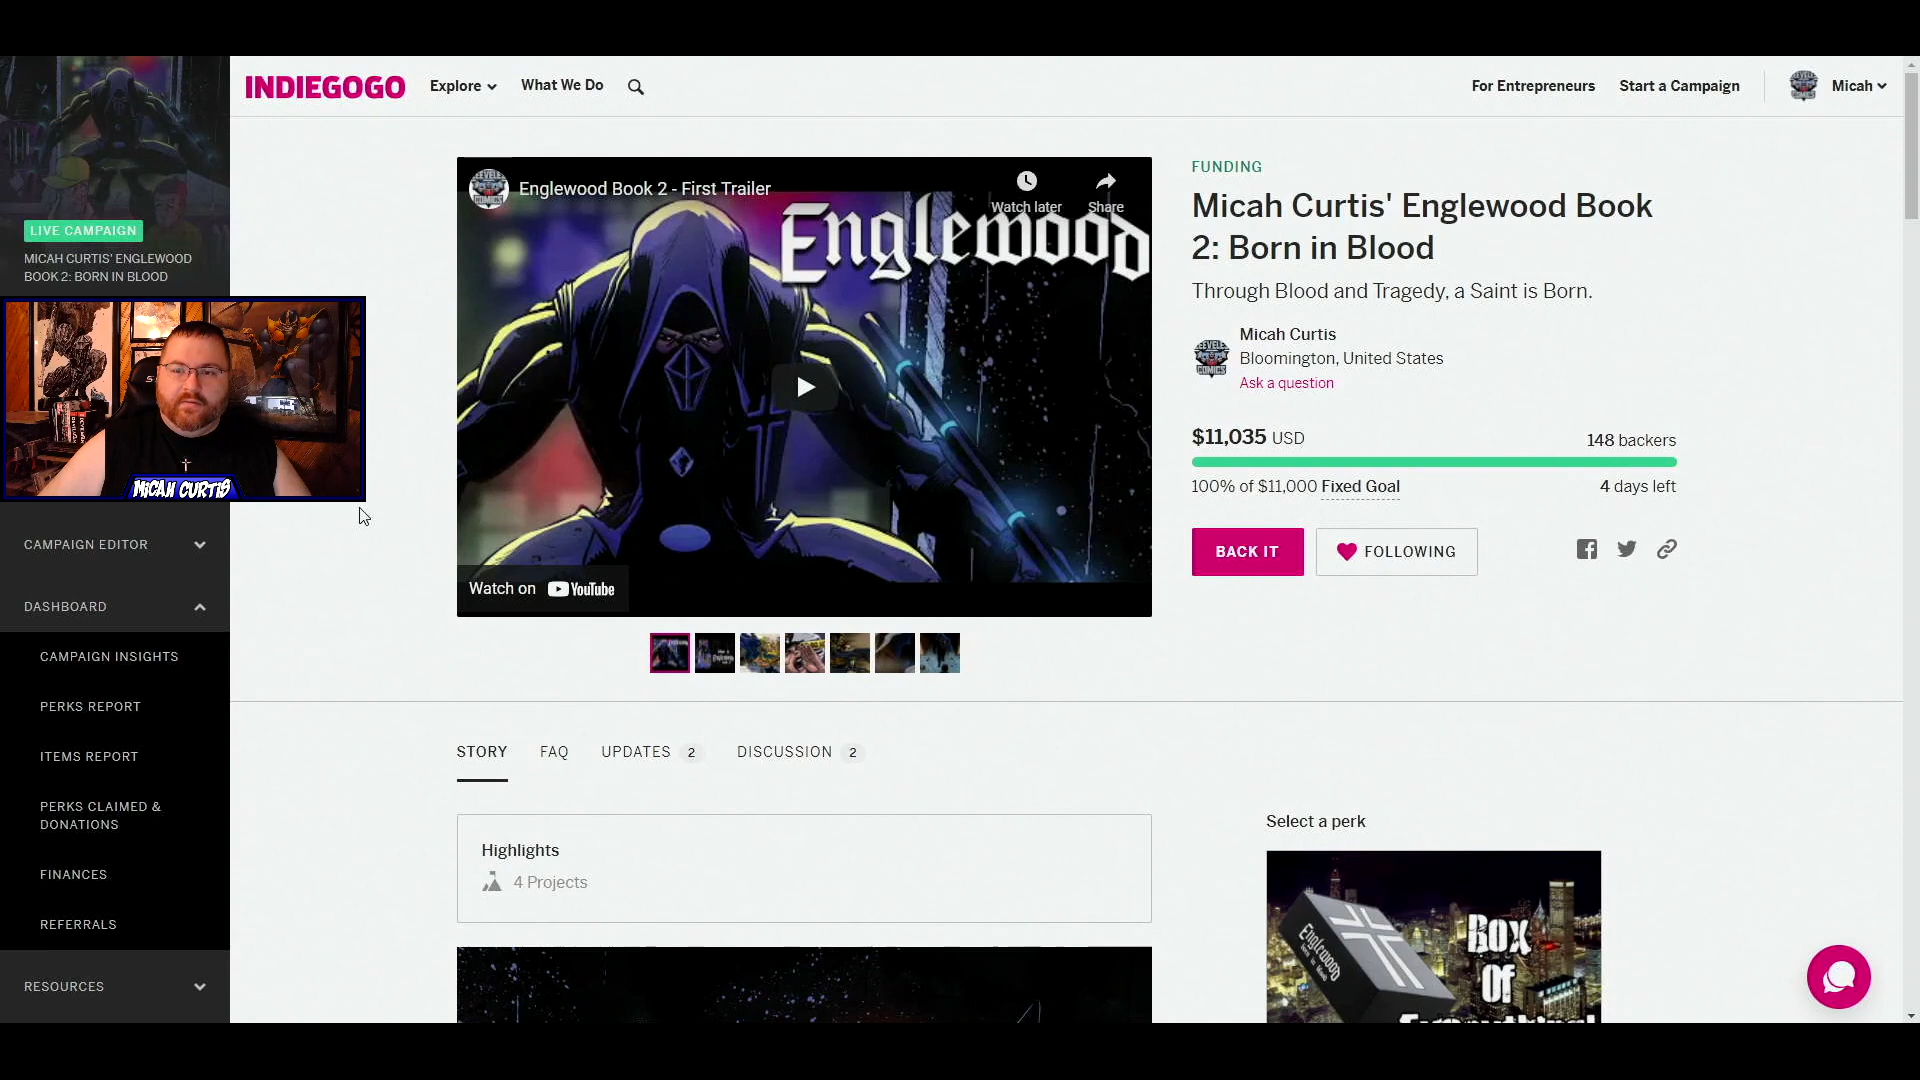 INDIEGOGO
Explore
What We Do
For Entrepreneurs
Start a Campaign
Micah
LIVE CAMPAIGN
MICAH CURTIS' ENGLEWOOD
BOOK 2: BORN IN BLOOD
MICAH CURTIS
CAMPAIGN EDITOR
DASHBOARD
CAMPAIGN INSIGHTS
PERKS REPORT
ITEMS REPORT
PERKS CLAIMED &
DONATIONS
FINANCES
REFERRALS
RESOURCES
Englewood Book 2 - First Trailer
Watch later
Share
Englewood
Watch on YouTube
FUNDING
Micah Curtis' Englewood Book
2: Born in Blood
Through Blood and Tragedy, a Saint is Born.
Micah Curtis
Bloomington, United States
Ask a question
$11,035 USD
148 backers
100% of $11,000 Fixed Goal
4 days left
BACK IT
FOLLOWING
STORY
FAQ
UPDATES 2
DISCUSSION 2
Highlights
4 Projects
Select a perk
Englewood
Born in Blood
BOX
OF